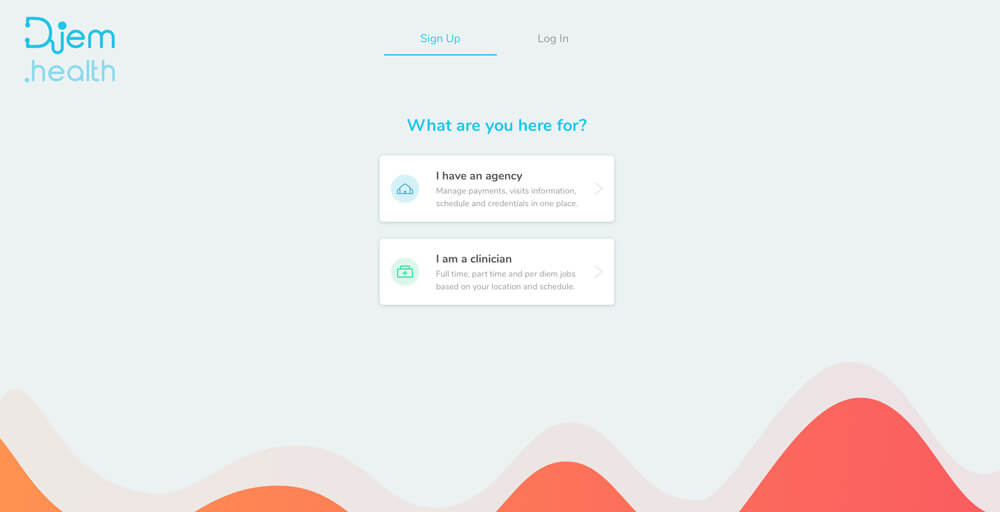 Djem
.health
Sign Up
Log In
What are you here for?
I have an agency
Manage payments, visits information,
schedule and credentials in one place.
I am a clinician
Full time, part time and per diem jobs
based on your location and schedule.